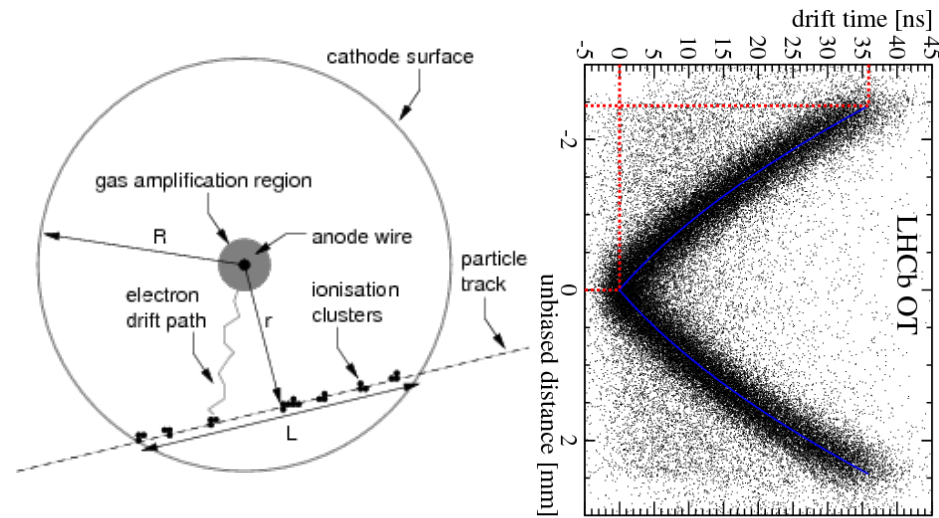 cathode surface
gas amplification region
R
anode wire
particle
track
electron
drift path
ionisation
clusters
r
L
drift time [ns]
-5 0 5 10 15 20 25 30 35 40 45
-2
0
2
unbiased distance [mm]
LHCb OT